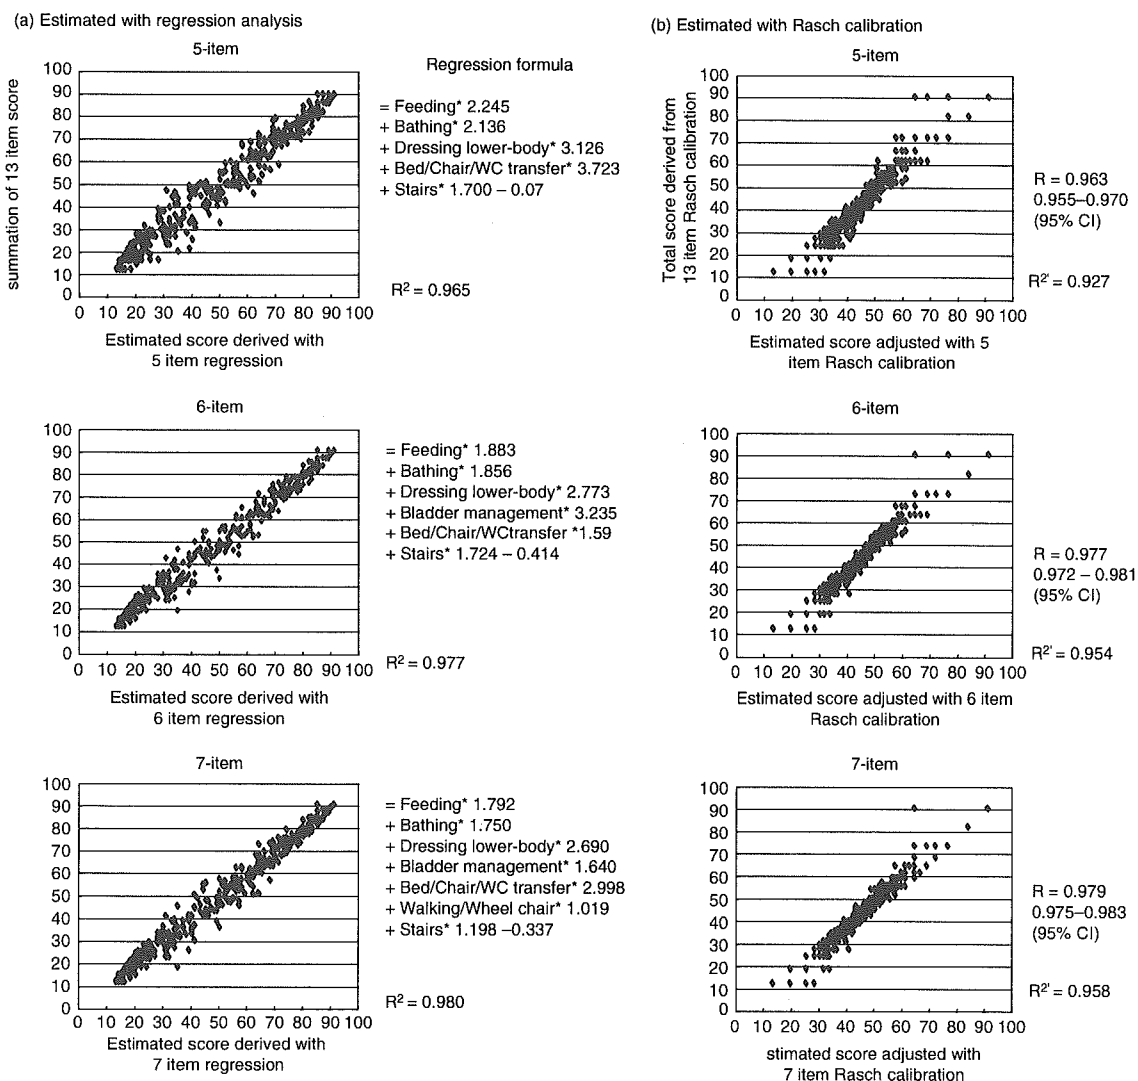 (a) Estimated with regression analysis
5-item
summation of 13 item score
100
90
80
70
60
50
40
30
20
10
0
0 10 20 30 40 50 60 70 80 90 100
Estimated score derived with
5 item regression
Regression formula
= Feeding* 2.245
+ Bathing* 2.136
+ Dressing lower-body* 3.126
+ Bed/Chair/WC transfer* 3.723
+ Stairs* 1.700 – 0.07
R² = 0.965
6-item
100
90
80
70
60
50
40
30
20
10
0
0 10 20 30 40 50 60 70 80 90 100
Estimated score derived with
6 item regression
= Feeding* 1.883
+ Bathing* 1.856
+ Dressing lower-body* 2.773
+ Bladder management* 3.235
+ Bed/Chair/WCtransfer *1.59
+ Stairs* 1.724 – 0.414
R² = 0.977
7-item
100
90
80
70
60
50
40
30
20
10
0
0 10 20 30 40 50 60 70 80 90 100
Estimated score derived with
7 item regression
= Feeding* 1.792
+ Bathing* 1.750
+ Dressing lower-body* 2.690
+ Bladder management* 1.640
+ Bed/Chair/WC transfer* 2.998
+ Walking/Wheel chair* 1.019
+ Stairs* 1.198 –0.337
R² = 0.980
(b) Estimated with Rasch calibration
5-item
Total score derived from
13 item Rasch calibration
100
90
80
70
60
50
40
30
20
10
0
0 10 20 30 40 50 60 70 80 90 100
Estimated score adjusted with 5
item Rasch calibration
R = 0.963
0.955–0.970
(95% CI)
R²' = 0.927
6-item
100
90
80
70
60
50
40
30
20
10
0
0 10 20 30 40 50 60 70 80 90 100
Estimated score adjusted with 6 item
Rasch calibration
R = 0.977
0.972 – 0.981
(95% CI)
R²' = 0.954
7-item
100
90
80
70
60
50
40
30
20
10
0
0 10 20 30 40 50 60 70 80 90 100
stimated score adjusted with
7 item Rasch calibration
R = 0.979
0.975–0.983
(95% CI)
R²' = 0.958